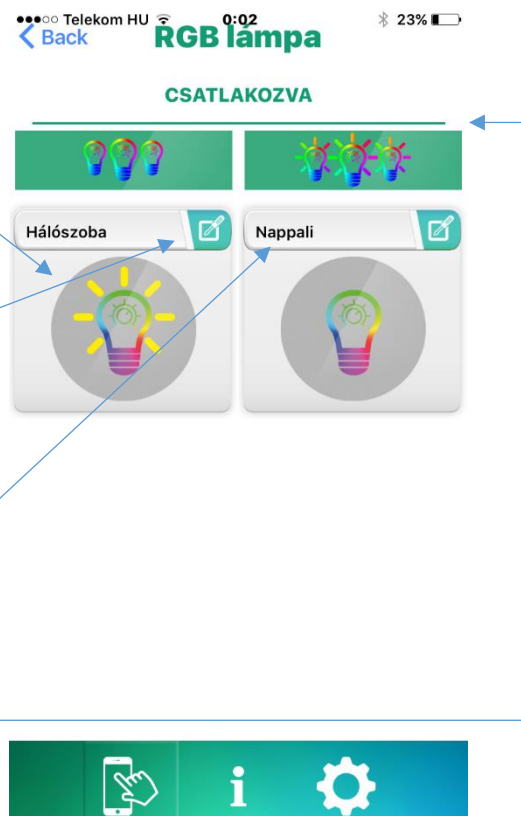 Telekom HU 0:02 23%
Back RGB lámpa
CSATLAKOZVA
Hálószoba Nappali